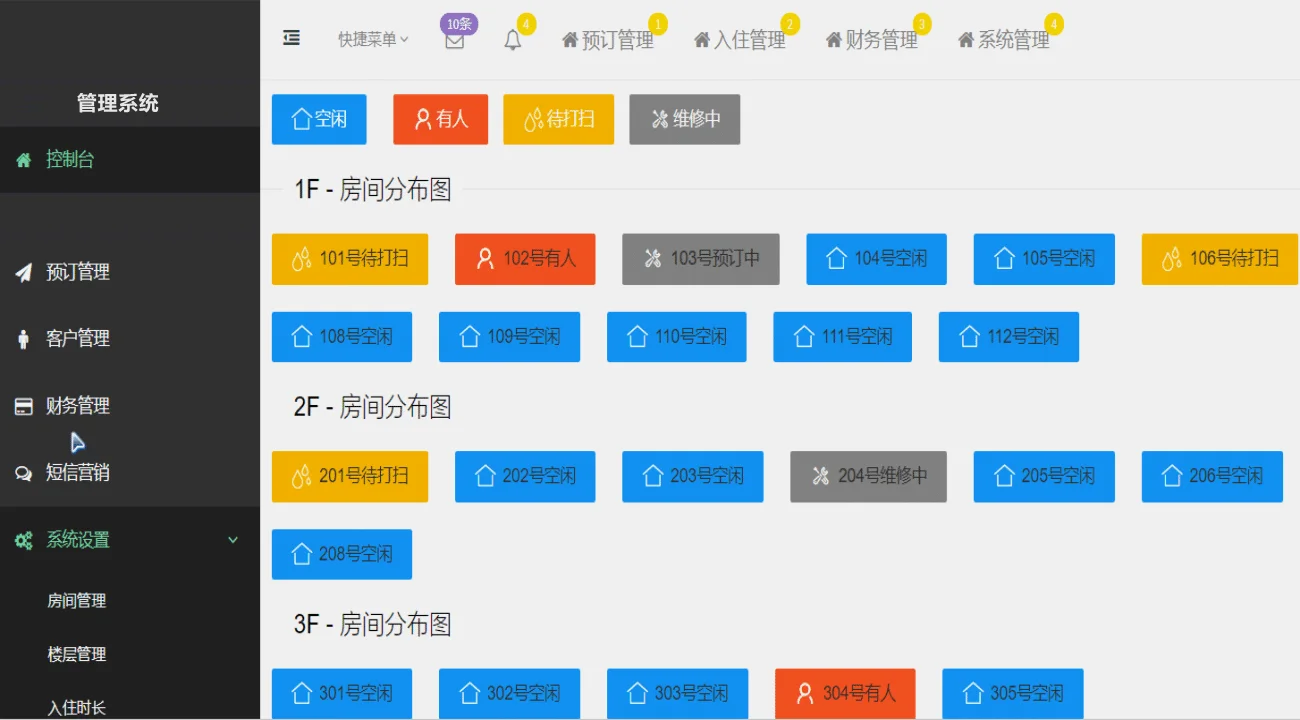 管理系统
控制台
预订管理
客户管理
财务管理
短信营销
系统设置
房间管理
楼层管理
入住时长
快捷菜单 10条 4 预订管理 1 入住管理 2 财务管理 3 系统管理 4
空闲 有人 待打扫 维修中
1F - 房间分布图
101号待打扫 102号有人 103号预订中 104号空闲 105号空闲 106号待打扫
108号空闲 109号空闲 110号空闲 111号空闲 112号空闲
2F - 房间分布图
201号待打扫 202号空闲 203号空闲 204号维修中 205号空闲 206号空闲
208号空闲
3F - 房间分布图
301号空闲 302号空闲 303号空闲 304号有人 305号空闲